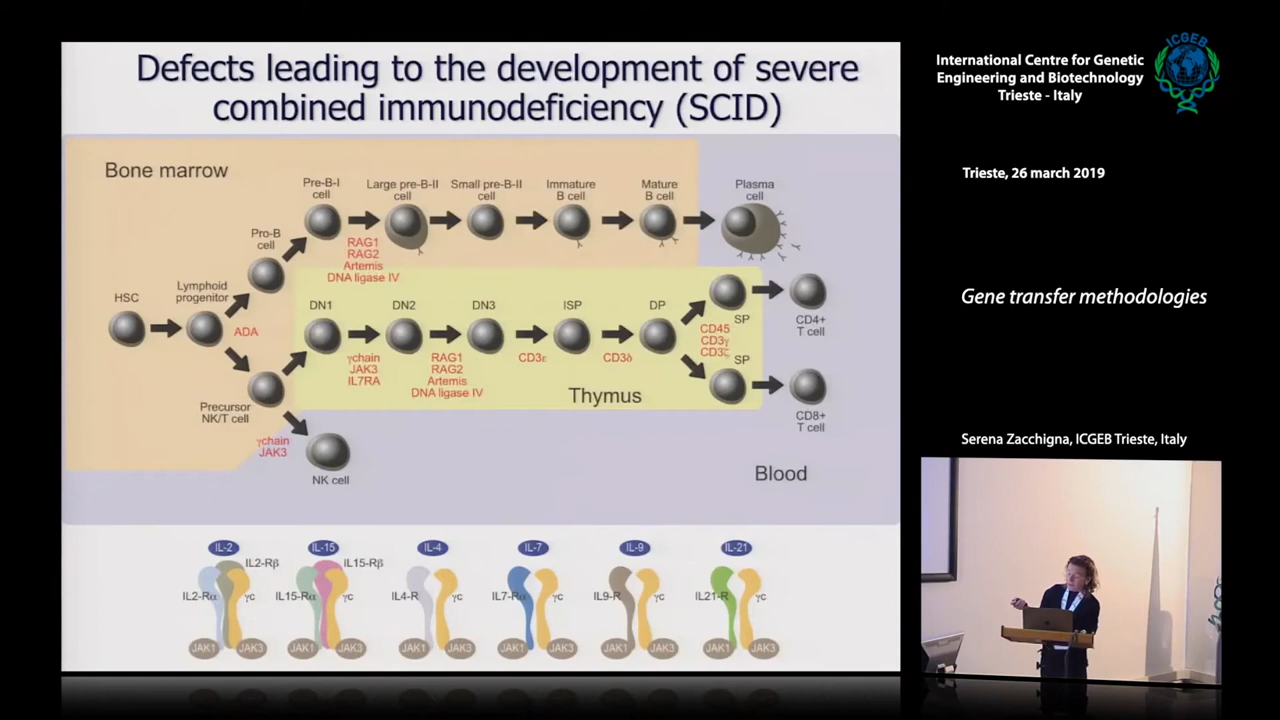 Defects leading to the development of severe
combined immunodeficiency (SCID)
Bone marrow
Pre-B-I
cell
Large pre-B-II
cell
Small pre-B-II
cell
Immature
B cell
Mature
B cell
Plasma
cell
Pro-B
cell
RAG1
RAG2
Artemis
DNA ligase IV
HSC
Lymphoid
progenitor
ADA
DN1
DN2
DN3
ISP
DP
SP
CD4+
T cell
γchain
JAK3
IL7RA
RAG1
RAG2
Artemis
DNA ligase IV
CD3ε
CD3δ
CD45
CD3γ
CD3ζ
SP
CD8+
T cell
Thymus
Precursor
NK/T cell
γchain
JAK3
NK cell
Blood
IL-2
IL-15
IL-4
IL-7
IL-9
IL-21
IL2-Rβ
IL15-Rβ
IL2-Rα
γc
IL15-Rα
γc
IL4-R
γc
IL7-Rα
γc
IL9-R
γc
IL21-R
γc
JAK1
JAK3
JAK1
JAK3
JAK1
JAK3
JAK1
JAK3
JAK1
JAK3
JAK1
JAK3
International Centre for Genetic
Engineering and Biotechnology
Trieste - Italy
ICGEB
Trieste, 26 march 2019
Gene transfer methodologies
Serena Zacchigna, ICGEB Trieste, Italy